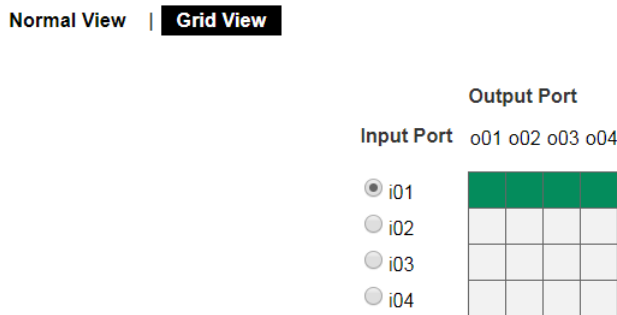 Normal View | Grid View
Output Port
Input Port o01 o02 o03 o04
i01
i02
i03
i04